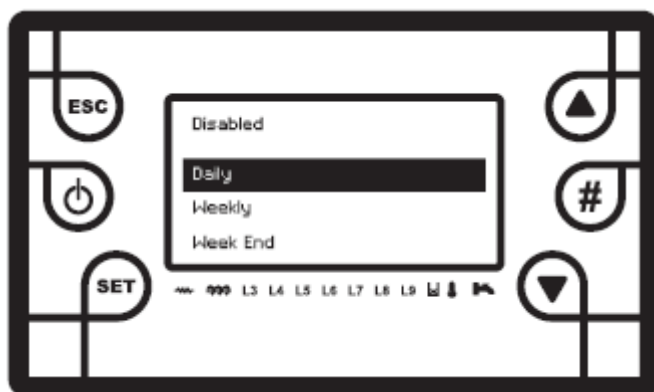 ESC
Disabled
Daily
#
Weekly
Week End
SET
L3 L4 L5 L6 L7 L8 L9